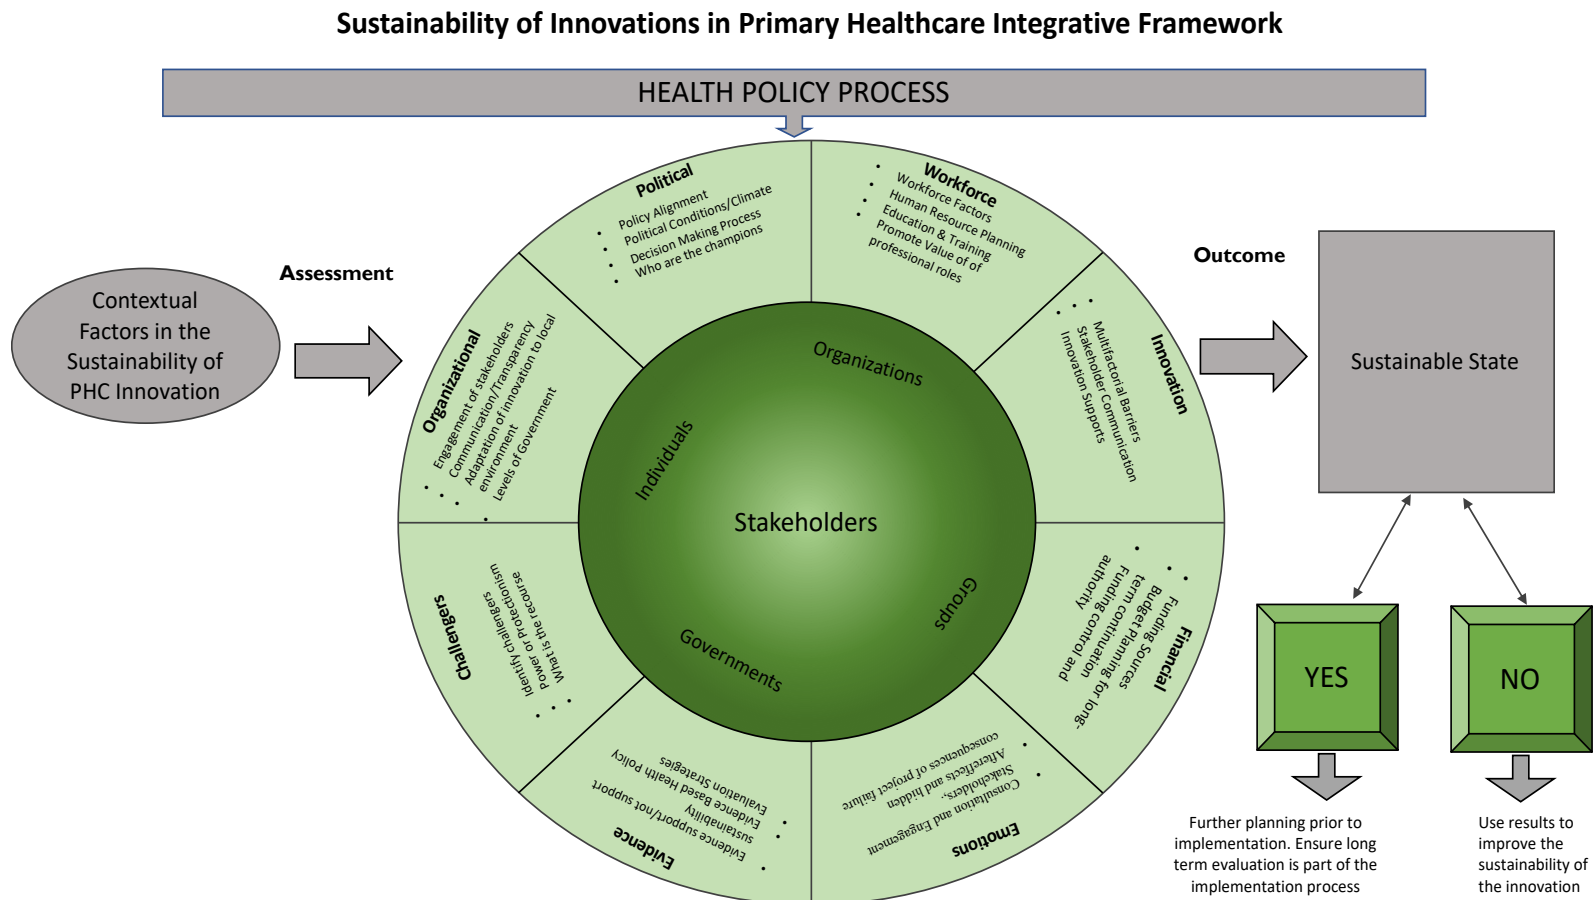 Sustainability of Innovations in Primary Healthcare Integrative Framework
HEALTH POLICY PROCESS
Contextual
Factors in the
Sustainability of
PHC Innovation
Assessment
Political
• Policy Alignment
• Political Conditions/Climate
• Decision Making Process
• Who are the champions
Workforce
• Workforce Factors
• Human Resource Planning
• Education & Training
• Promote Value of of
professional roles
Innovation
• Multifactorial Barriers
• Stakeholder Communication
• Innovation Supports
Financial
• Funding Sources
• Budget Planning for long-
term continuation
• Funding control and
authority
Emotions
• Consultation and Engagement
Stakeholders,.
• Aftereffects and hidden
consequences of project failure
Evidence
• Evidence support/not support
sustainability
• Evidence Based Health Policy
• Evaluation Strategies
Challengers
• Identify challengers
• Power or Protectionism
• What is the recourse
Organizational
• Engagement of stakeholders
• Communication/Transparency
• Adaptation of innovation to local
environment
• Levels of Government
Organizations
Individuals
Stakeholders
Groups
Governments
Outcome
Sustainable State
YES
NO
Further planning prior to
implementation. Ensure long
term evaluation is part of the
implementation process
Use results to
improve the
sustainability of
the innovation